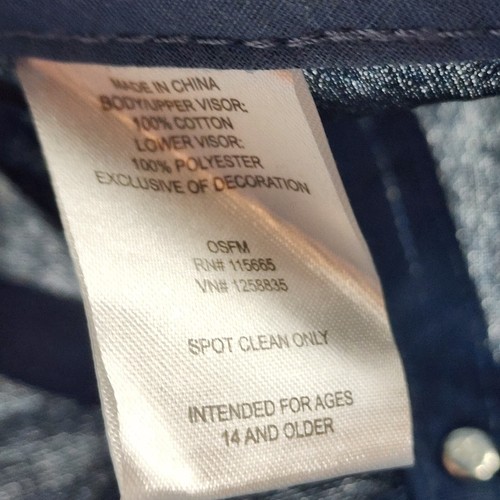 MADE IN CHINA
BODY/UPPER VISOR:
100% COTTON
LOWER VISOR:
100% POLYESTER
EXCLUSIVE OF DECORATION
OSFM
RN# 115665
VN# 1258835
SPOT CLEAN ONLY
INTENDED FOR AGES
14 AND OLDER